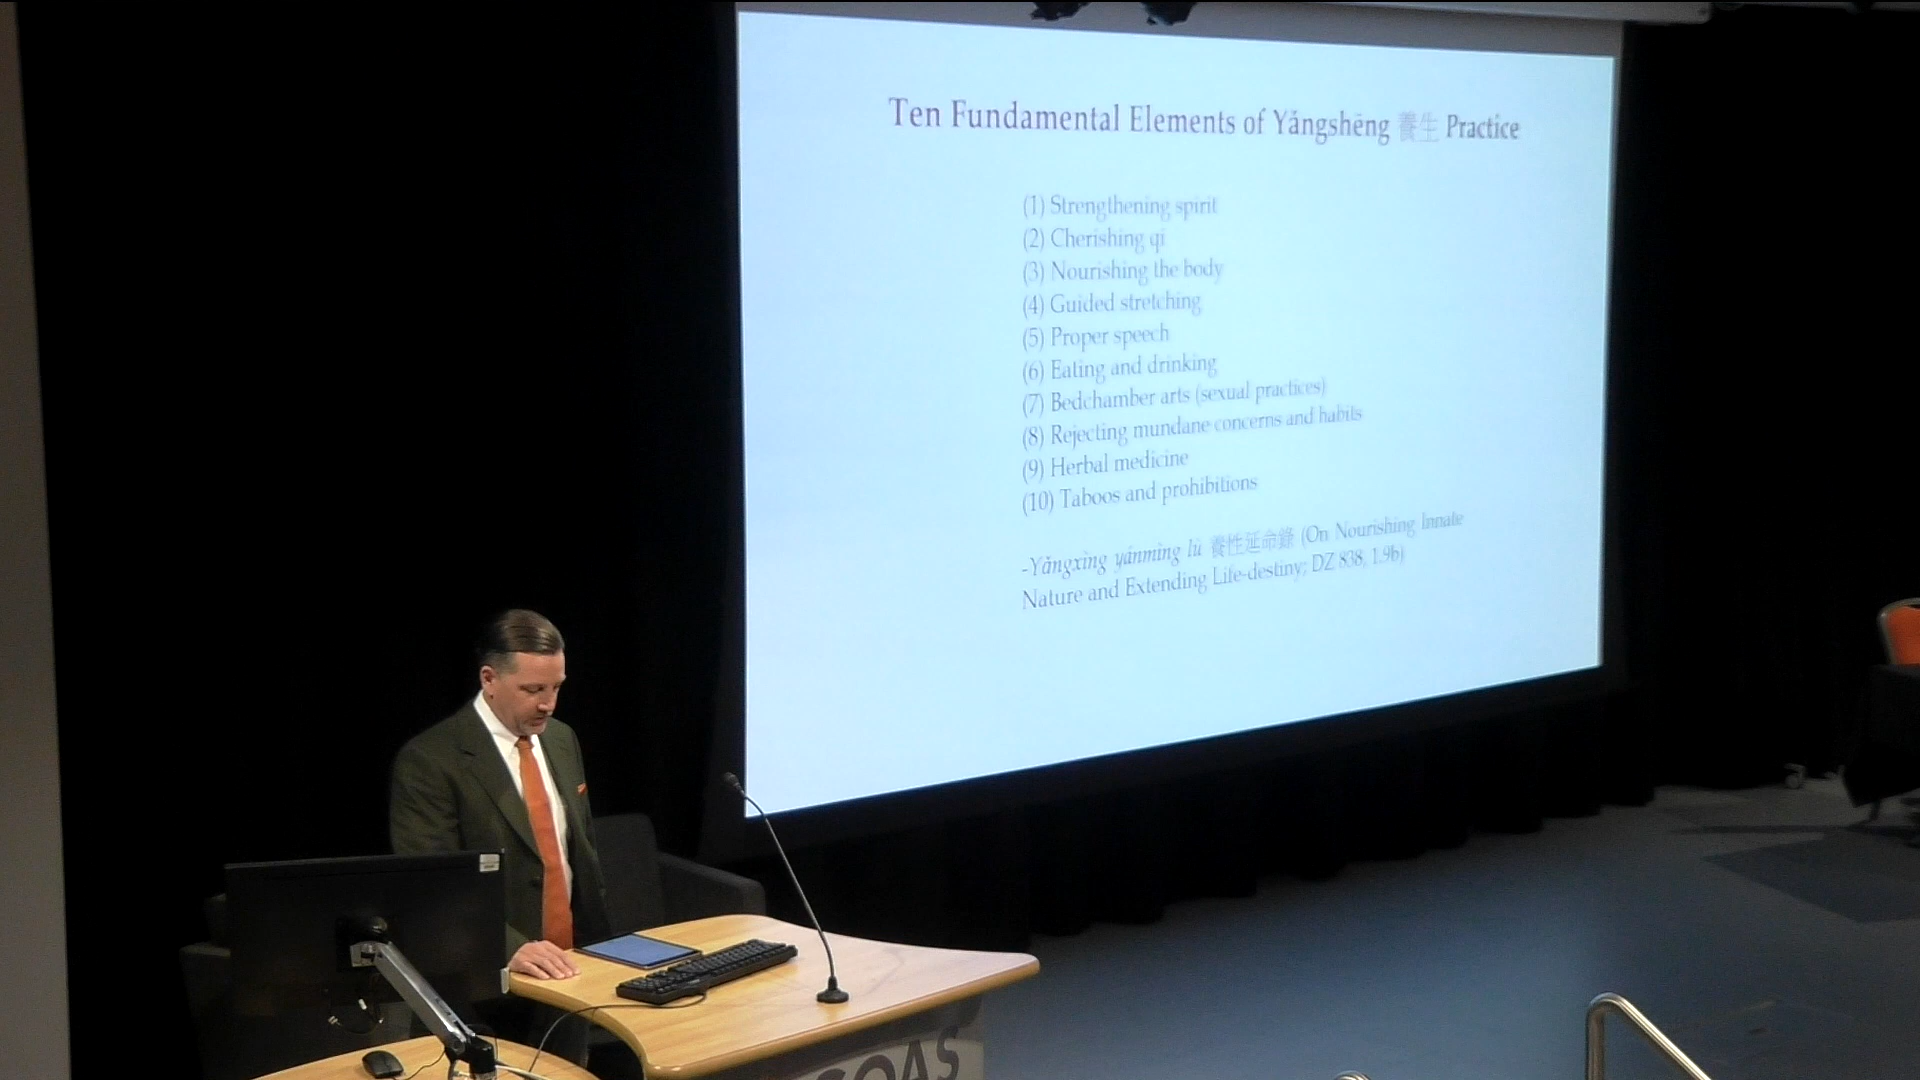 Ten Fundamental Elements of Yǎngshēng 養生 Practice
(1) Strengthening spirit
(2) Cherishing qi
(3) Nourishing the body
(4) Guided stretching
(5) Proper speech
(6) Eating and drinking
(7) Bedchamber arts (sexual practices)
(8) Rejecting mundane concerns and habits
(9) Herbal medicine
(10) Taboos and prohibitions
-Yǎngxìng yánmìng lù 養性延命錄 (On Nourishing Innate
Nature and Extending Life-destiny; DZ 838, 1.9b)
SOAS